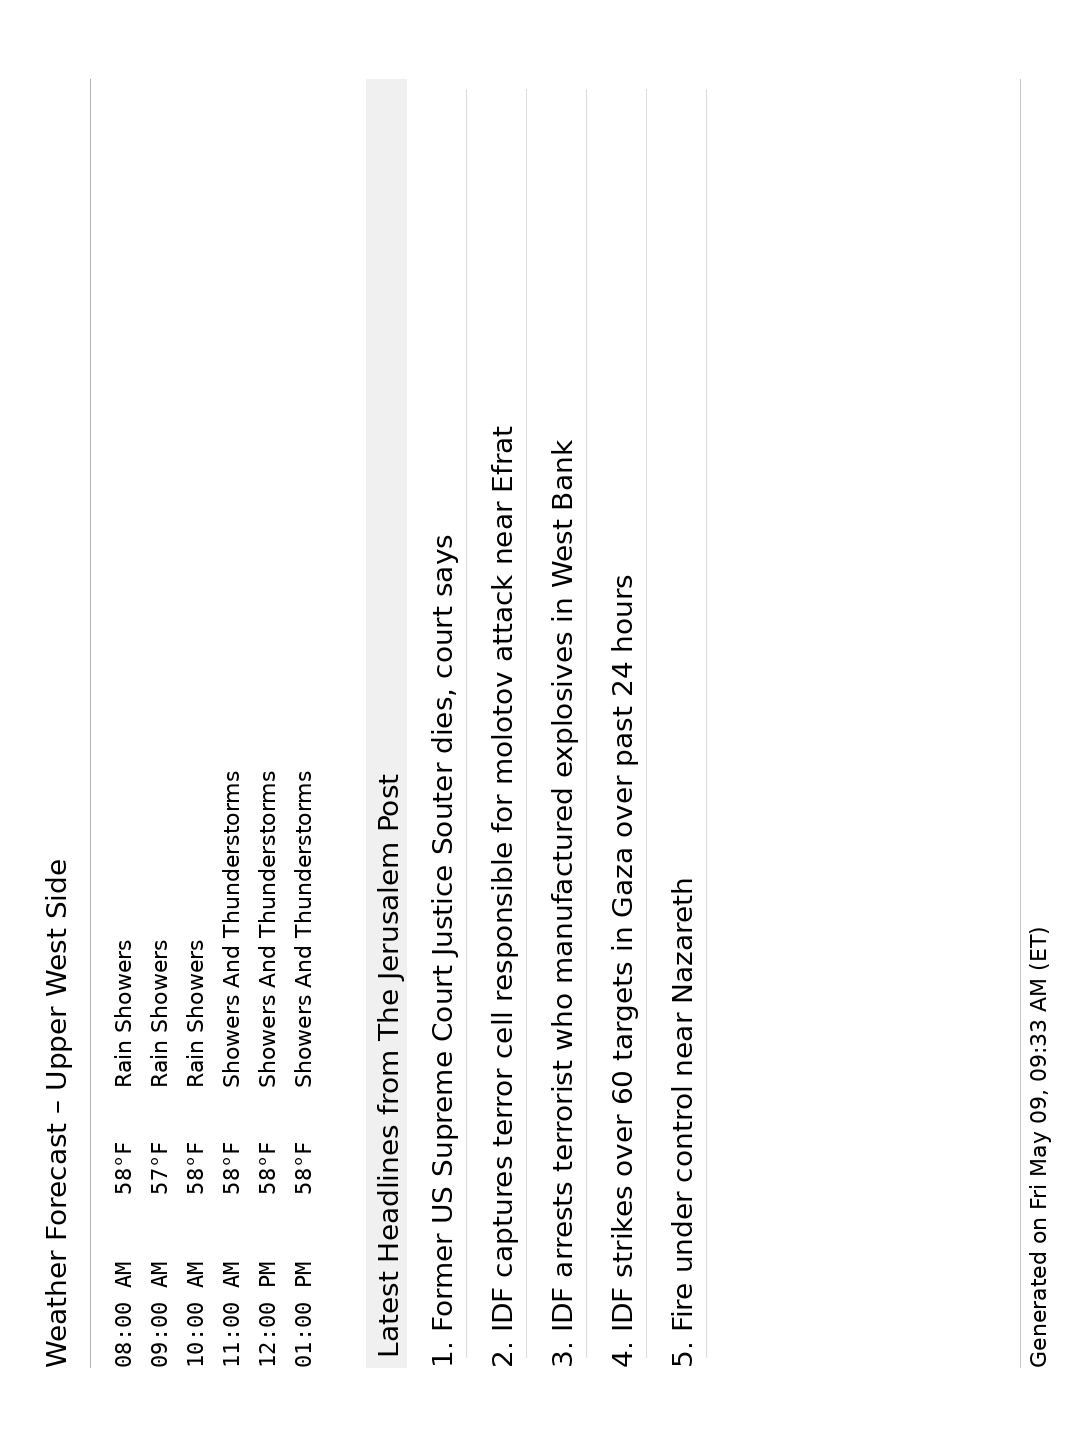 Weather Forecast – Upper West Side
08:00 AM 58°F Rain Showers
09:00 AM 57°F Rain Showers
10:00 AM 58°F Rain Showers
11:00 AM 58°F Showers And Thunderstorms
12:00 PM 58°F Showers And Thunderstorms
01:00 PM 58°F Showers And Thunderstorms
Latest Headlines from The Jerusalem Post
1. Former US Supreme Court Justice Souter dies, court says
2. IDF captures terror cell responsible for molotov attack near Efrat
3. IDF arrests terrorist who manufactured explosives in West Bank
4. IDF strikes over 60 targets in Gaza over past 24 hours
5. Fire under control near Nazareth
Generated on Fri May 09, 09:33 AM (ET)